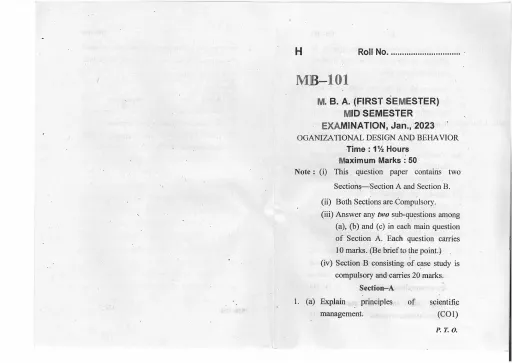 H Roll No. ..............................
MB–101
M. B. A. (FIRST SEMESTER)
MID SEMESTER
EXAMINATION, Jan., 2023
OGANIZATIONAL DESIGN AND BEHAVIOR
Time : 1½ Hours
Maximum Marks : 50
Note : (i) This question paper contains two
Sections—Section A and Section B.
(ii) Both Sections are Compulsory.
(iii) Answer any two sub-questions among
(a), (b) and (c) in each main question
of Section A. Each question carries
10 marks. (Be brief to the point.)
(iv) Section B consisting of case study is
compulsory and carries 20 marks.
Section–A
1. (a) Explain principles of scientific
management. (CO1)
P. T. O.